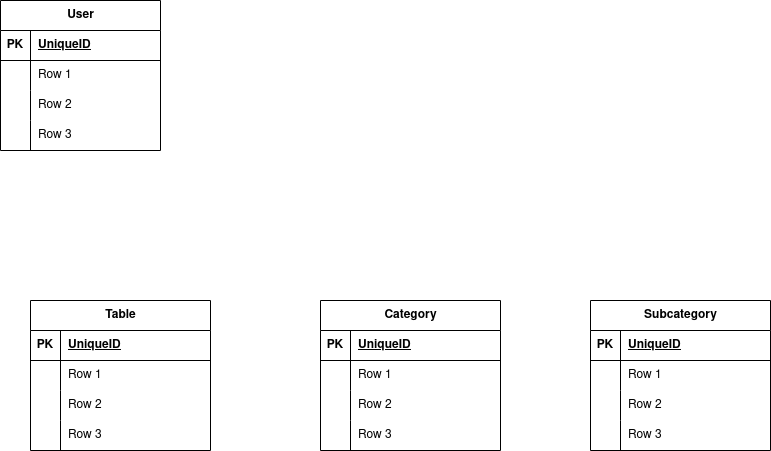 User
PK UniqueID
Row 1
Row 2
Row 3
Table
PK UniqueID
Row 1
Row 2
Row 3
Category
PK UniqueID
Row 1
Row 2
Row 3
Subcategory
PK UniqueID
Row 1
Row 2
Row 3